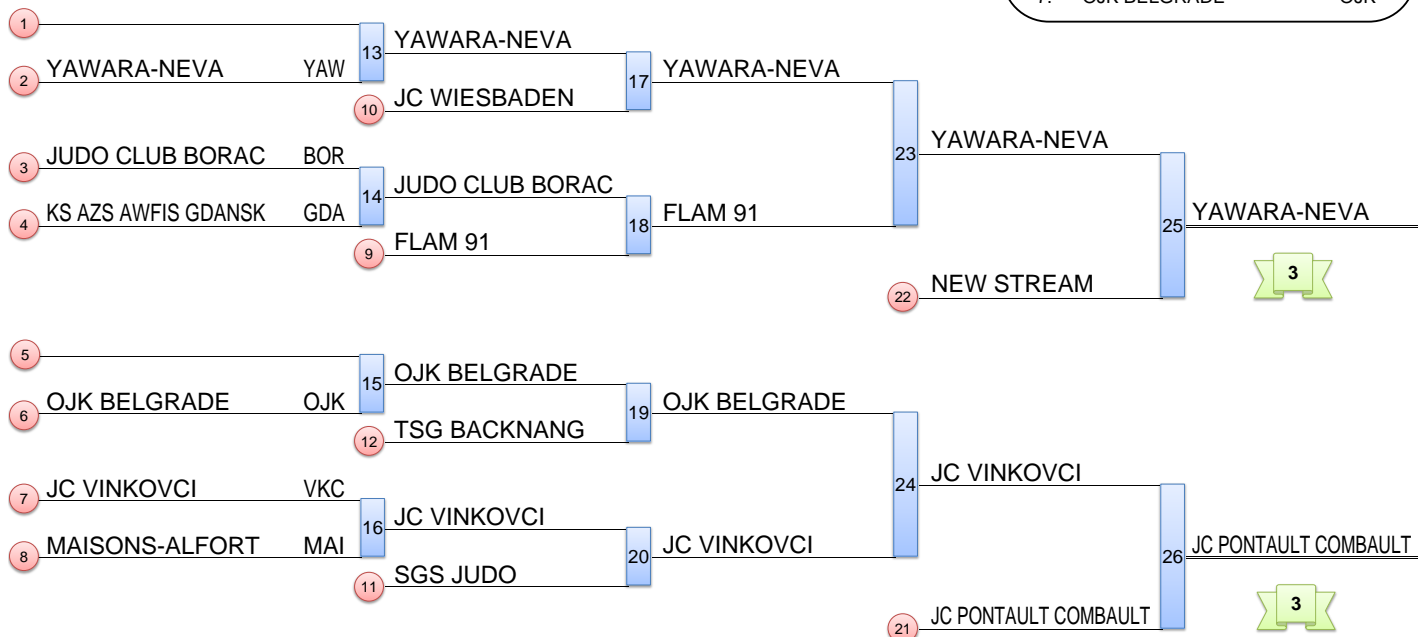 7. OJK BELGRADE OJK
1
13 YAWARA-NEVA
2 YAWARA-NEVA YAW
17 YAWARA-NEVA
10 JC WIESBADEN
23 YAWARA-NEVA
3 JUDO CLUB BORAC BOR
14 JUDO CLUB BORAC
4 KS AZS AWFIS GDANSK GDA
18 FLAM 91
9 FLAM 91
25 YAWARA-NEVA
22 NEW STREAM
3
5
15 OJK BELGRADE
6 OJK BELGRADE OJK
19 OJK BELGRADE
12 TSG BACKNANG
24 JC VINKOVCI
7 JC VINKOVCI VKC
16 JC VINKOVCI
8 MAISONS-ALFORT MAI
20 JC VINKOVCI
11 SGS JUDO
26 JC PONTAULT COMBAULT
21 JC PONTAULT COMBAULT
3